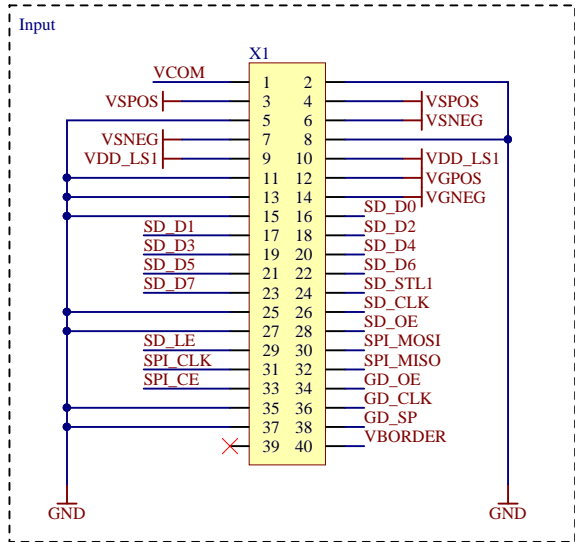 Input
X1
VCOM 1 2
VSPOS 3 4 VSPOS
5 6 VSNEG
VSNEG 7 8
VDD_LS1 9 10 VDD_LS1
11 12 VGPOS
13 14 VGNEG
15 16 SD_D0
SD_D1 17 18 SD_D2
SD_D3 19 20 SD_D4
SD_D5 21 22 SD_D6
SD_D7 23 24 SD_STL1
25 26 SD_CLK
27 28 SD_OE
SD_LE 29 30 SPI_MOSI
SPI_CLK 31 32 SPI_MISO
SPI_CE 33 34 GD_OE
35 36 GD_CLK
37 38 GD_SP
39 40 VBORDER
GND GND